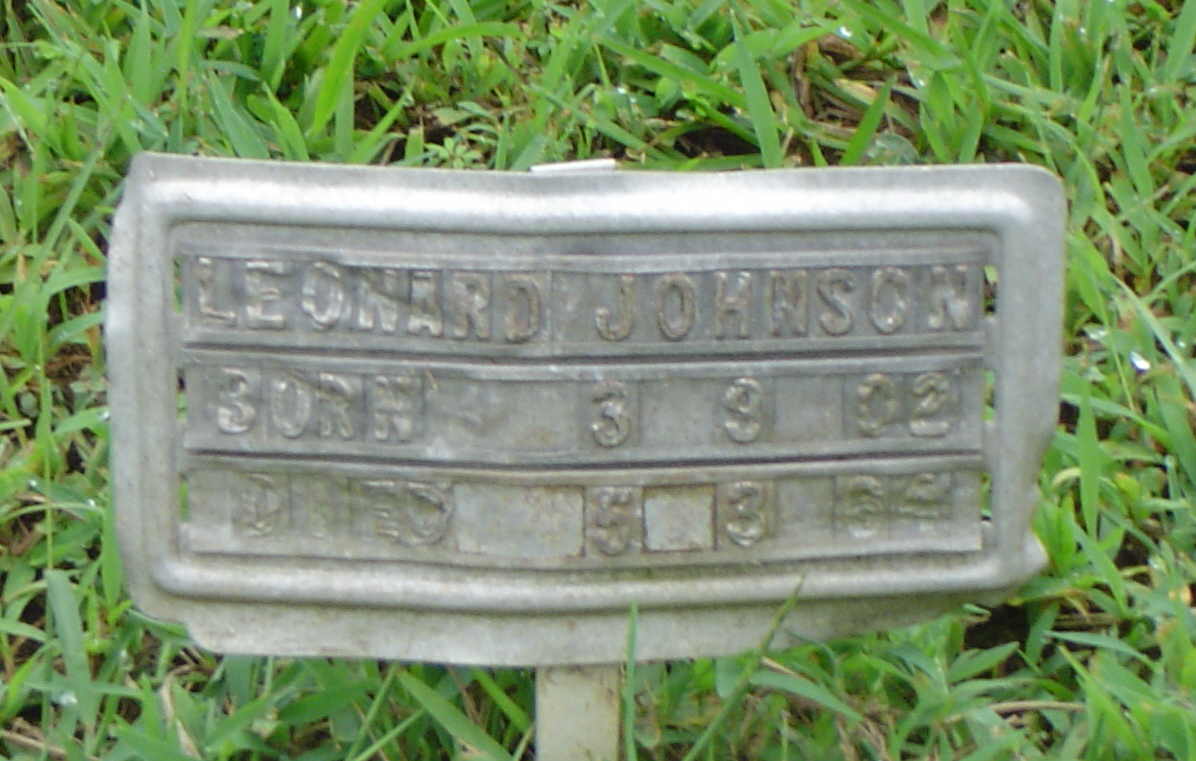 LEONARD JOHNSON
BORN 3 9 02
DIED 5 3 64